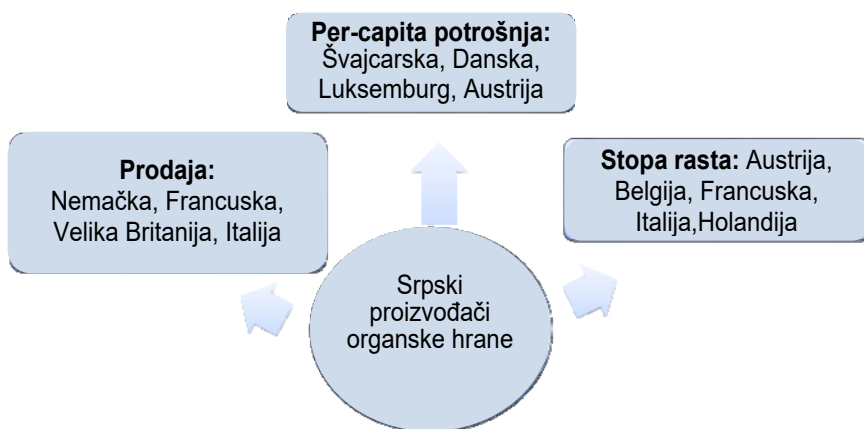 Per-capita potrošnja:
Švajcarska, Danska,
Luksemburg, Austrija
Prodaja:
Nemačka, Francuska,
Velika Britanija, Italija
Stopa rasta: Austrija,
Belgija, Francuska,
Italija,Holandija
Srpski
proizvođači
organske hrane